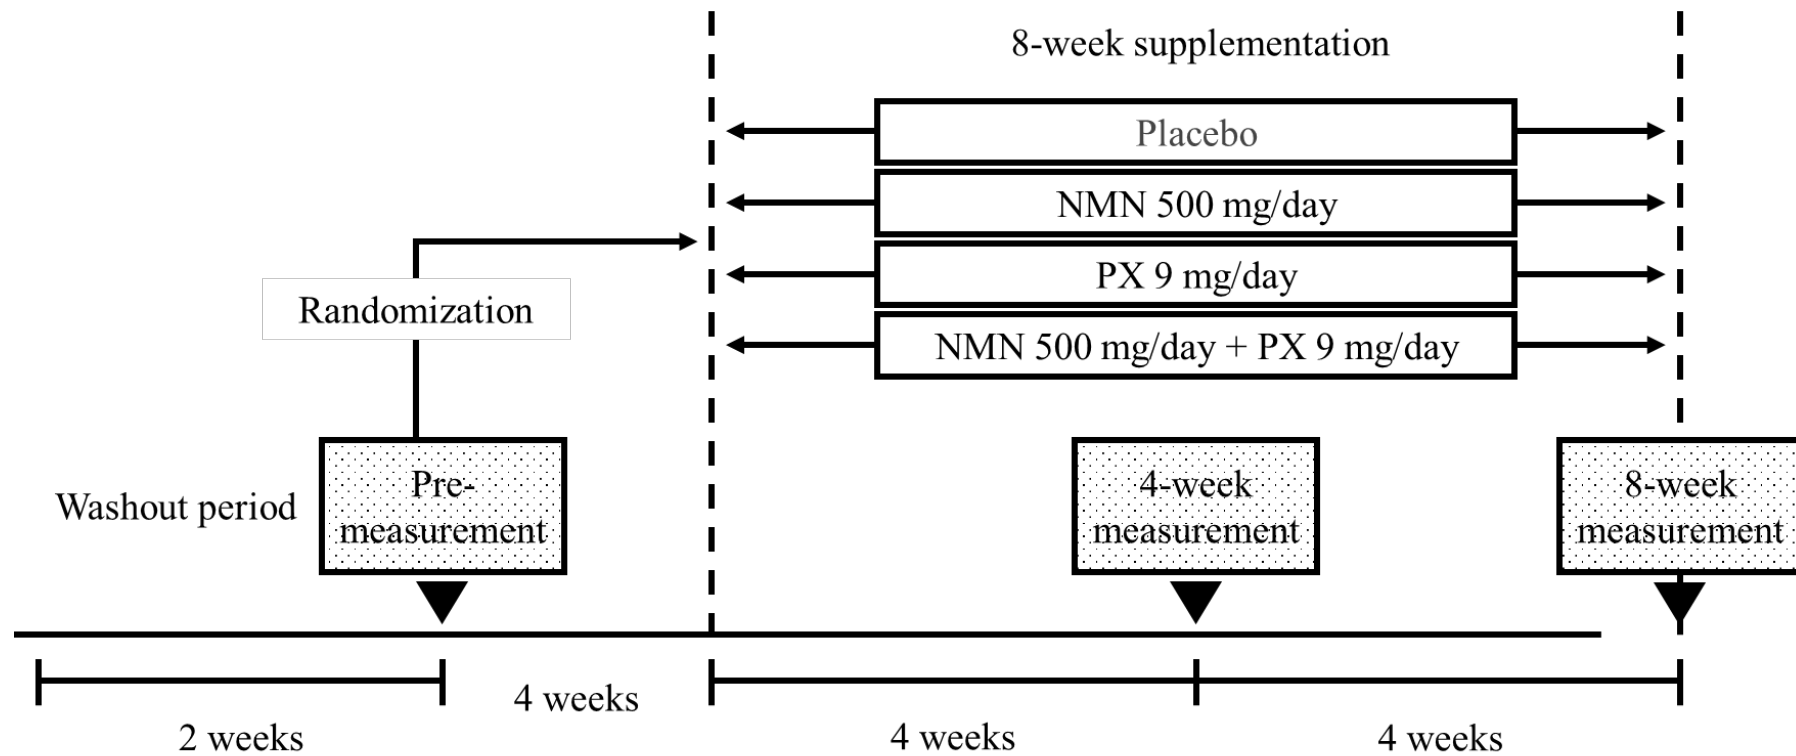 8-week supplementation
Placebo
NMN 500 mg/day
PX 9 mg/day
NMN 500 mg/day + PX 9 mg/day
Randomization
Washout period
Pre-
measurement
4-week
measurement
8-week
measurement
2 weeks
4 weeks
4 weeks
4 weeks